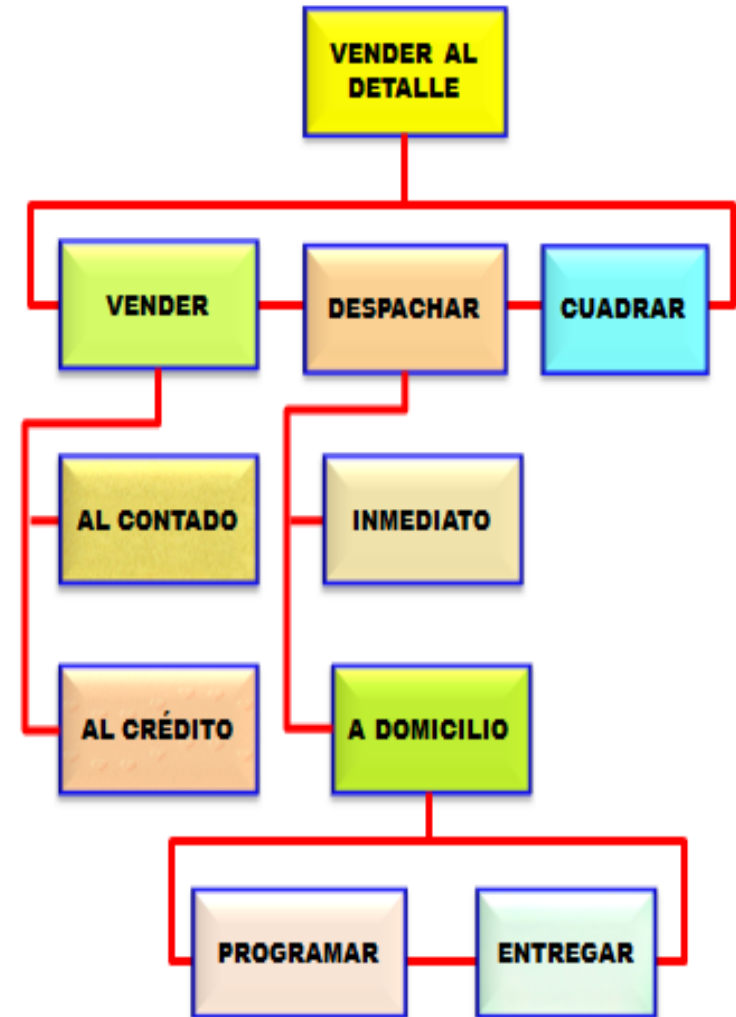 VENDER AL
DETALLE
VENDER
DESPACHAR
CUADRAR
AL CONTADO
INMEDIATO
AL CRÉDITO
A DOMICILIO
PROGRAMAR
ENTREGAR